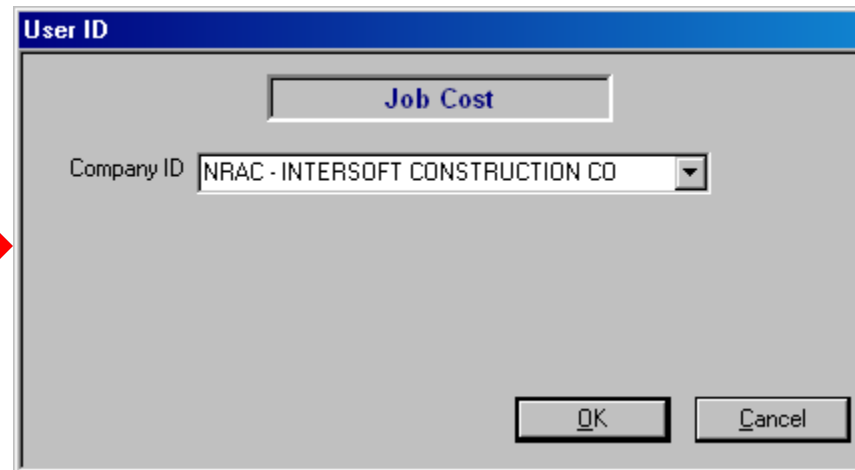 User ID
Job Cost
Company ID NRAC - INTERSOFT CONSTRUCTION CO
OK Cancel